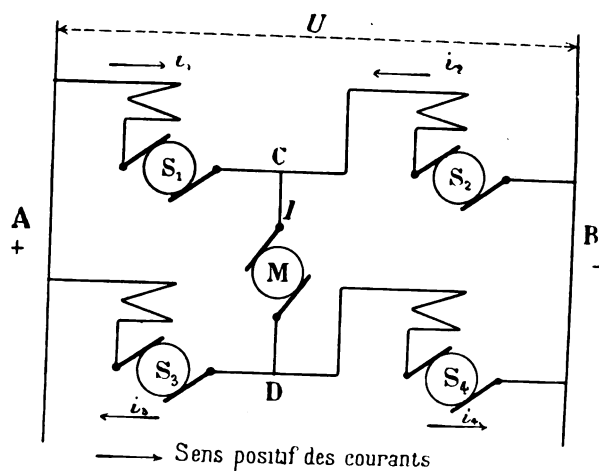 U
i₁ i₂
S₁ C S₂
A + I B -
M
S₃ D S₄
i₃ i₄
Sens positif des courants